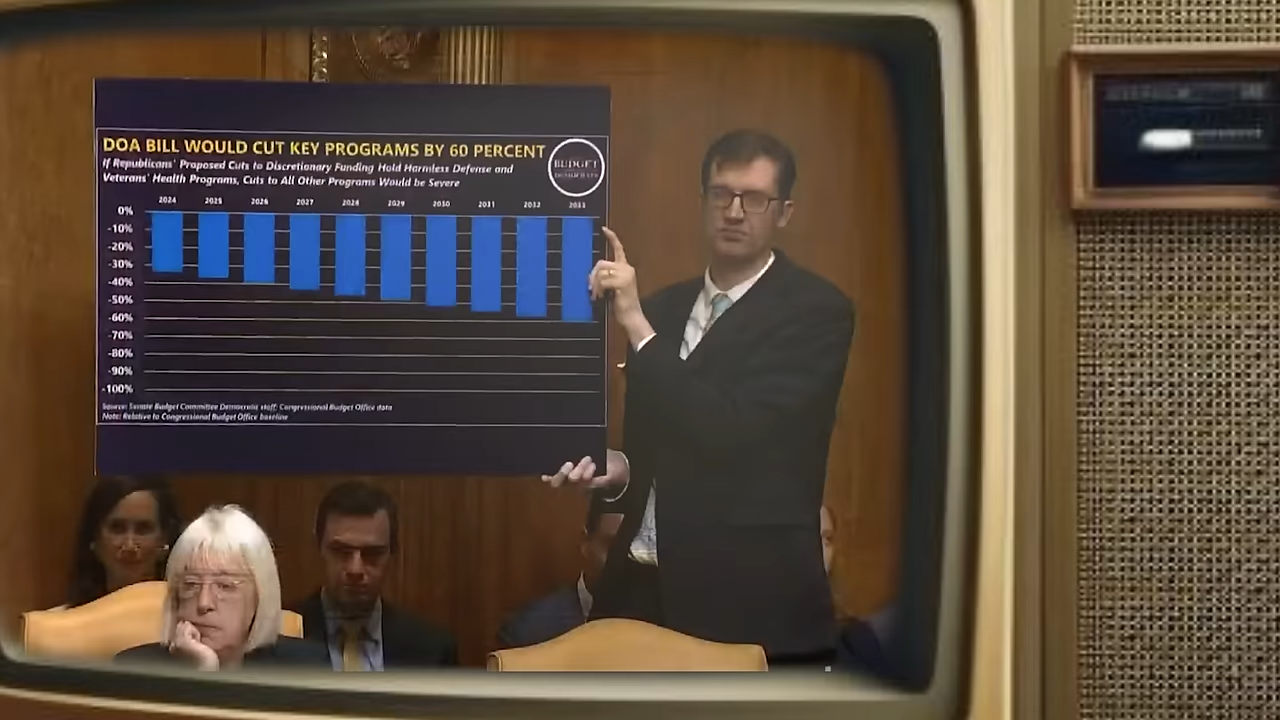 DOA BILL WOULD CUT KEY PROGRAMS BY 60 PERCENT
If Republicans' Proposed Cuts to Discretionary Funding Hold Harmless Defense and
Veterans' Health Programs, Cuts to All Other Programs Would be Severe
BUDGET
DEMOCRATS
2024 2025 2026 2027 2028 2029 2030 2031 2032 2033
0%
-10%
-20%
-30%
-40%
-50%
-60%
-70%
-80%
-90%
-100%
Source: Senate Budget Committee Democratic staff; Congressional Budget Office data
Note: Relative to Congressional Budget Office baseline